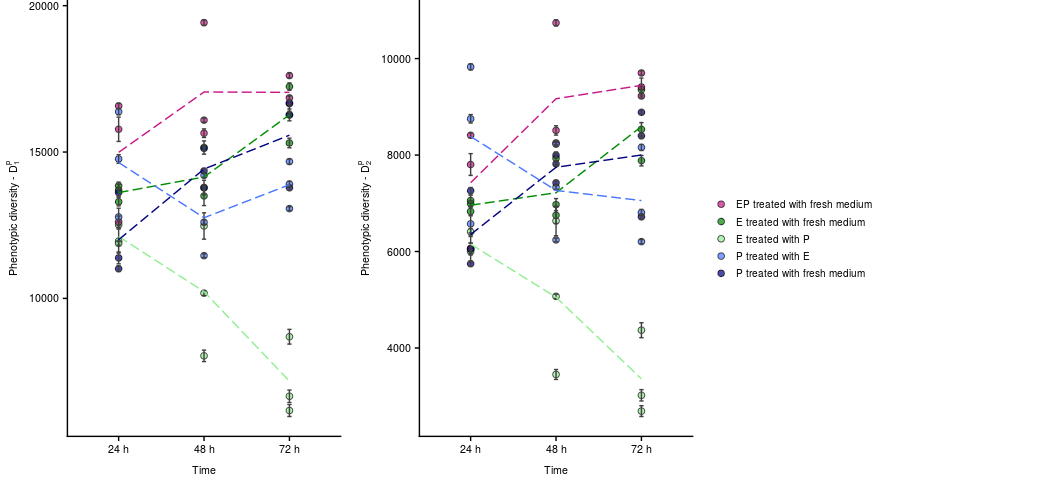 20000
15000
10000
Phenotypic diversity - D₁ᴾ
24 h
48 h
72 h
Time
10000
8000
6000
4000
Phenotypic diversity - D₂ᴾ
24 h
48 h
72 h
Time
EP treated with fresh medium
E treated with fresh medium
E treated with P
P treated with E
P treated with fresh medium